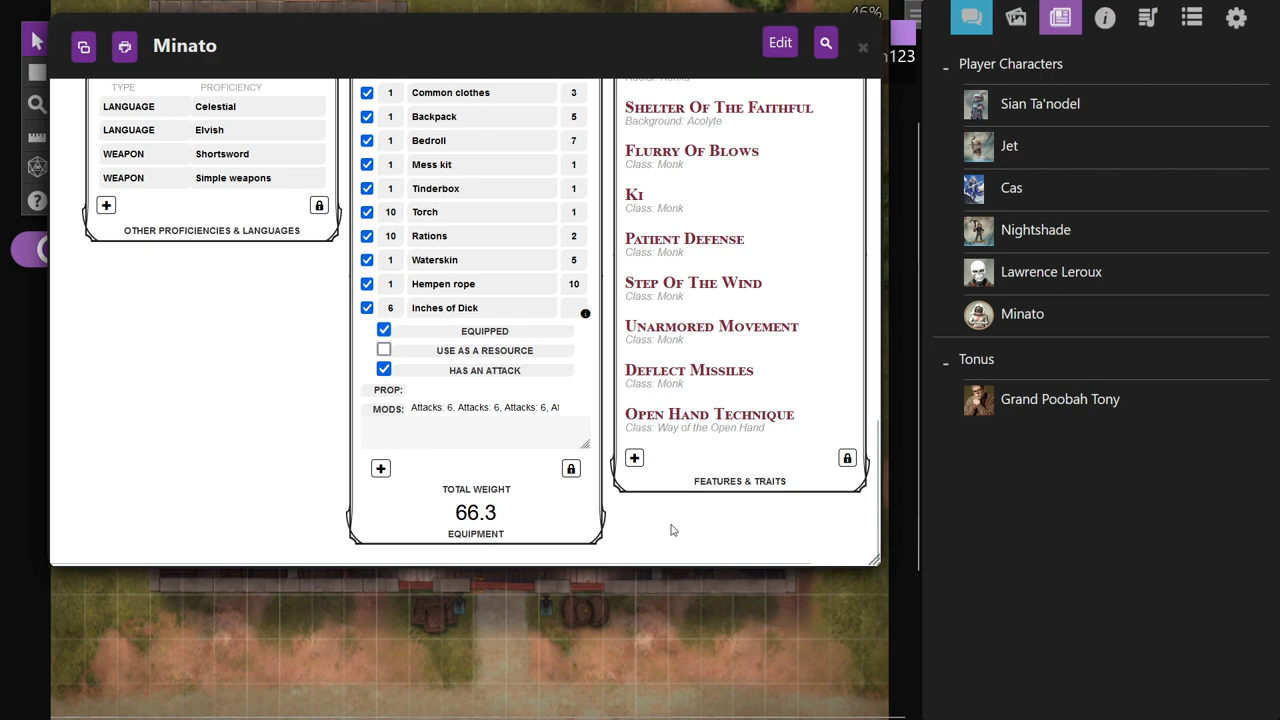 46%
Minato
Edit
n123
TYPE PROFICIENCY
LANGUAGE Celestial
LANGUAGE Elvish
WEAPON Shortsword
WEAPON Simple weapons
OTHER PROFICIENCIES & LANGUAGES
1 Common clothes 3
1 Backpack 5
1 Bedroll 7
1 Mess kit 1
1 Tinderbox 1
10 Torch 1
10 Rations 2
1 Waterskin 5
1 Hempen rope 10
6 Inches of Dick
EQUIPPED
USE AS A RESOURCE
HAS AN ATTACK
PROP:
MODS: Attacks: 6, Attacks: 6, Attacks: 6, At
TOTAL WEIGHT
66.3
EQUIPMENT
SHELTER OF THE FAITHFUL
Background: Acolyte
FLURRY OF BLOWS
Class: Monk
KI
Class: Monk
PATIENT DEFENSE
Class: Monk
STEP OF THE WIND
Class: Monk
UNARMORED MOVEMENT
Class: Monk
DEFLECT MISSILES
Class: Monk
OPEN HAND TECHNIQUE
Class: Way of the Open Hand
FEATURES & TRAITS
Player Characters
Sian Ta'nodel
Jet
Cas
Nightshade
Lawrence Leroux
Minato
Tonus
Grand Poobah Tony